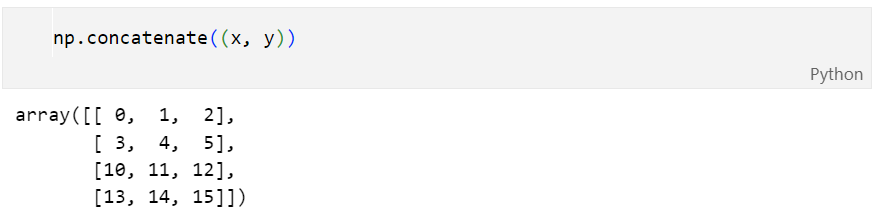 np.concatenate((x, y))
Python
array([[ 0,  1,  2],
       [ 3,  4,  5],
       [10, 11, 12],
       [13, 14, 15]])